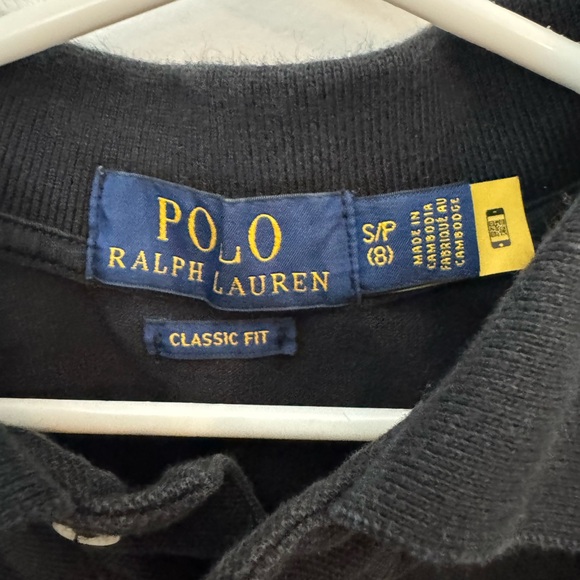 POLO
RALPH LAUREN
CLASSIC FIT
S/P
(8)
MADE IN
CAMBODIA
FABRIQUÉ AU
CAMBODGE